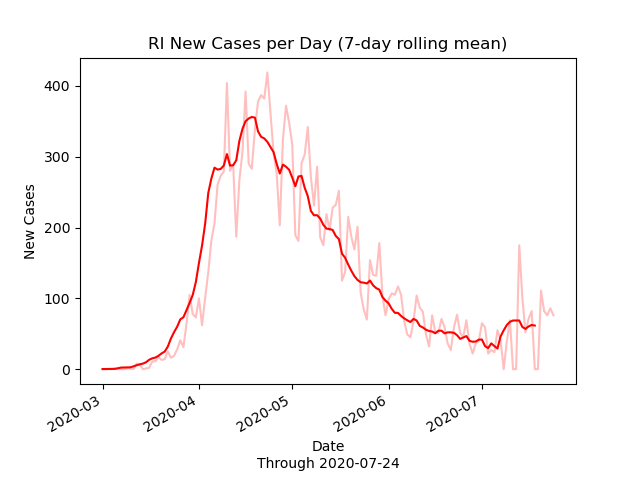 RI New Cases per Day (7-day rolling mean)
New Cases
400
300
200
100
0
2020-03
2020-04
2020-05
2020-06
2020-07
Date
Through 2020-07-24